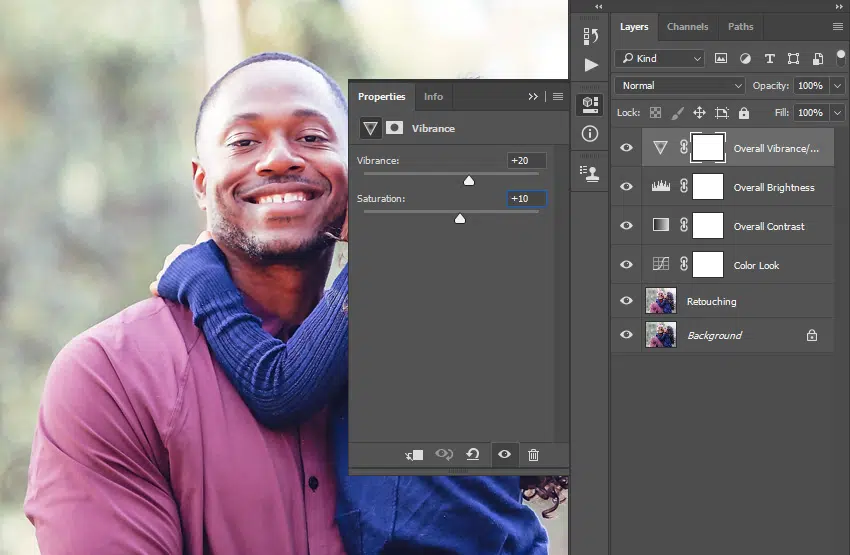 Properties
Info
Vibrance
Vibrance:
+20
Saturation:
+10
Layers
Channels
Paths
Kind
Normal
Opacity:
100%
Lock:
Fill:
100%
Overall Vibrance/...
Overall Brightness
Overall Contrast
Color Look
Retouching
Background